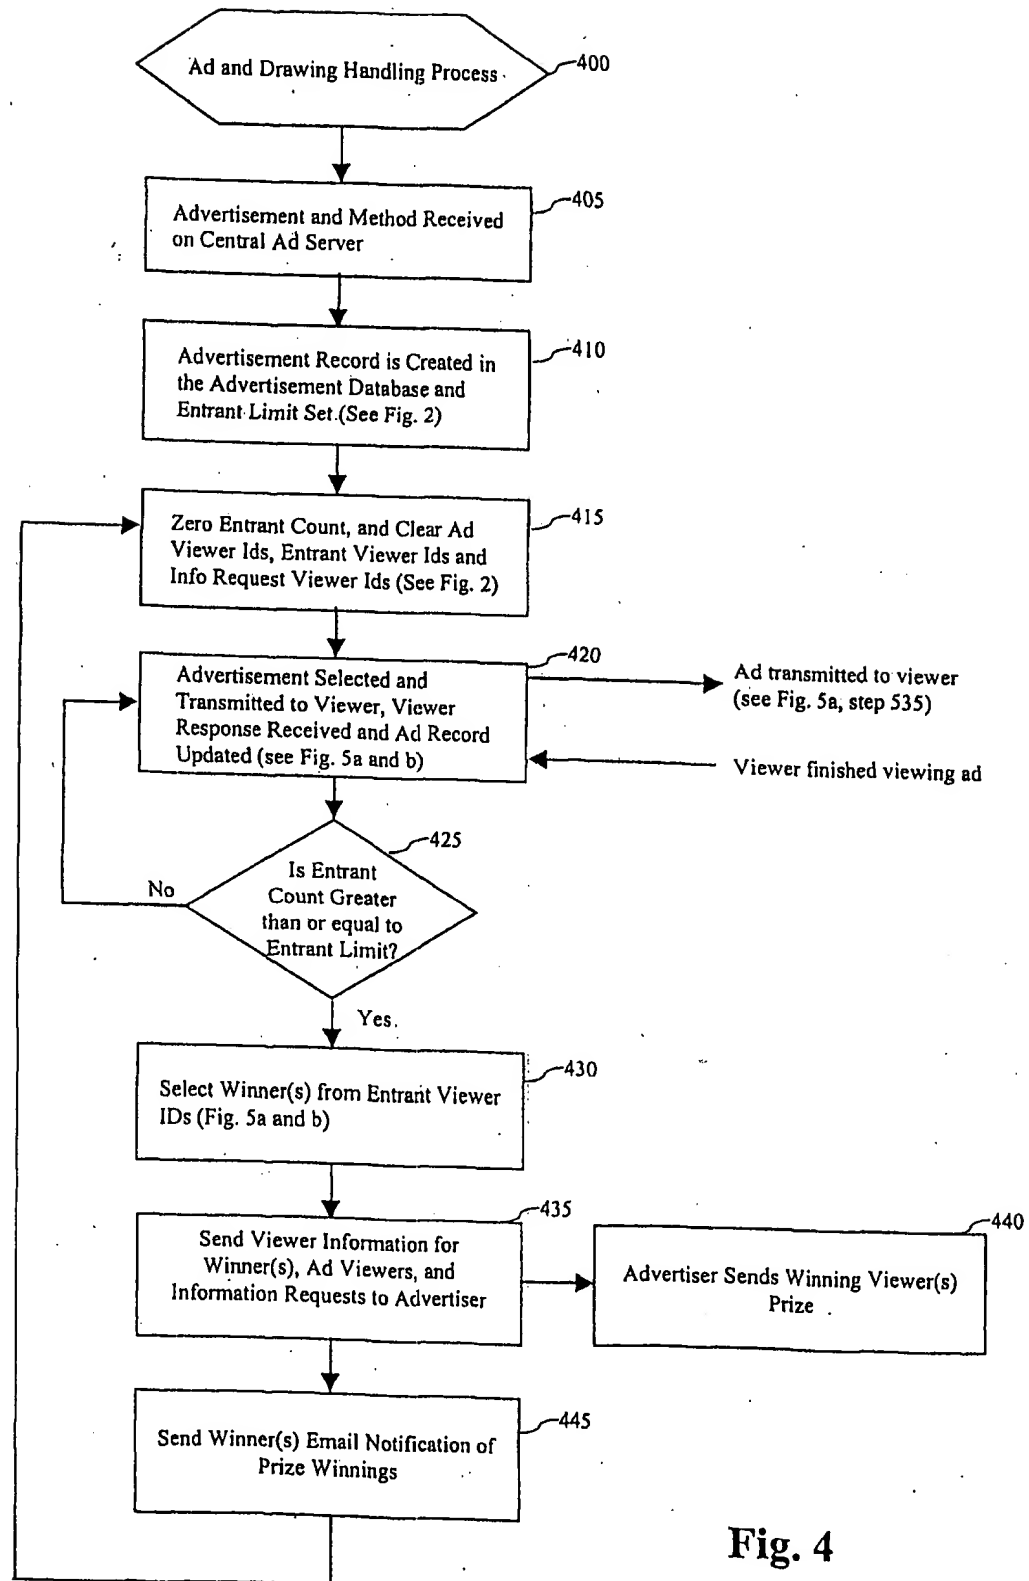 Ad and Drawing Handling Process
400
Advertisement and Method Received
on Central Ad Server
405
Advertisement Record is Created in
the Advertisement Database and
Entrant Limit Set.(See Fig. 2)
410
Zero Entrant Count, and Clear Ad
Viewer Ids, Entrant Viewer Ids and
Info Request Viewer Ids (See Fig. 2)
415
Advertisement Selected and
Transmitted to Viewer, Viewer
Response Received and Ad Record
Updated (see Fig. 5a and b)
420
Ad transmitted to viewer
(see Fig. 5a, step 535)
Viewer finished viewing ad
425
Is Entrant
Count Greater
than or equal to
Entrant Limit?
No
Yes.
Select Winner(s) from Entrant Viewer
IDs (Fig. 5a and b)
430
Send Viewer Information for
Winner(s), Ad Viewers, and
Information Requests to Advertiser
435
Advertiser Sends Winning Viewer(s)
Prize
440
Send Winner(s) Email Notification of
Prize Winnings
445
Fig. 4